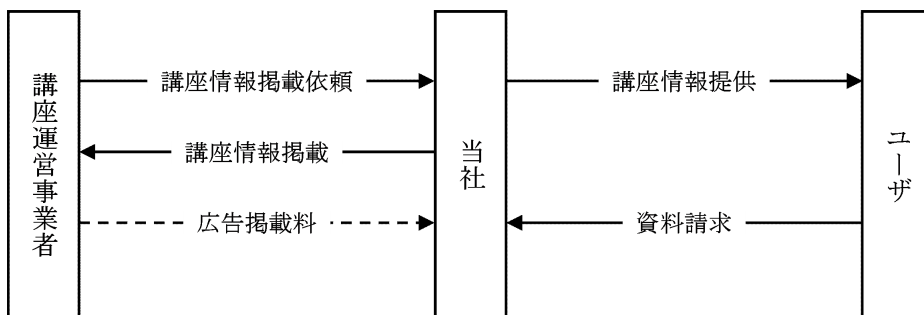 講座運営事業者
講座情報掲載依頼
講座情報掲載
広告掲載料
当社
講座情報提供
資料請求
ユーザ